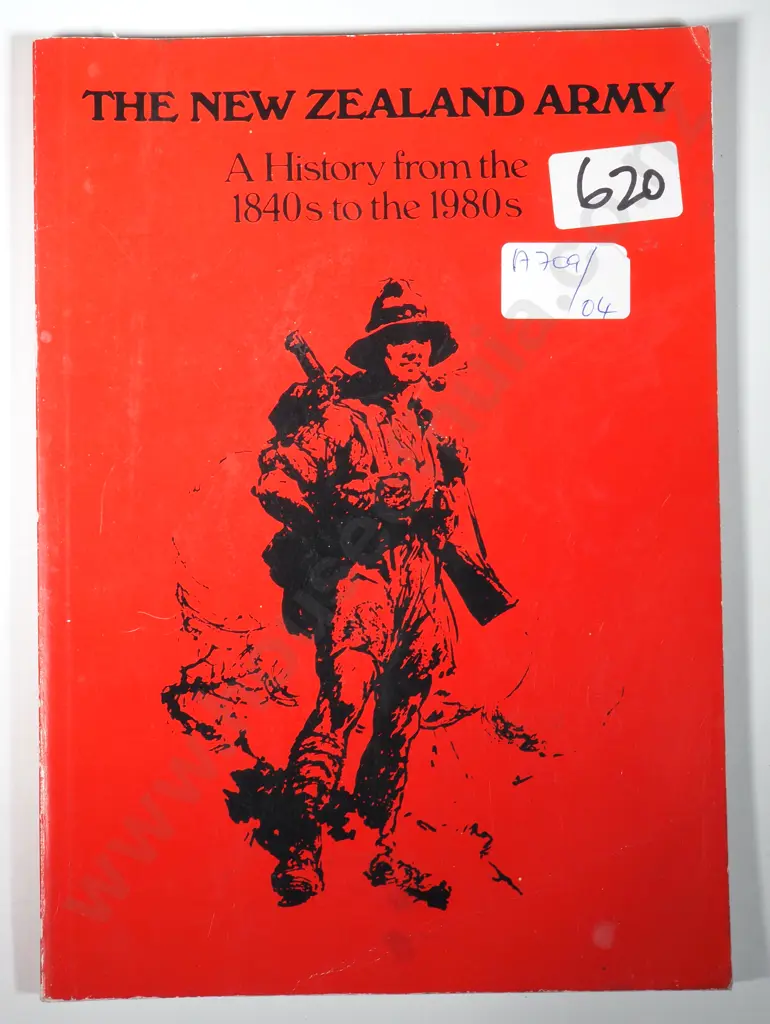 THE NEW ZEALAND ARMY
A History from the
1840s to the 1980s
620
A709/
04